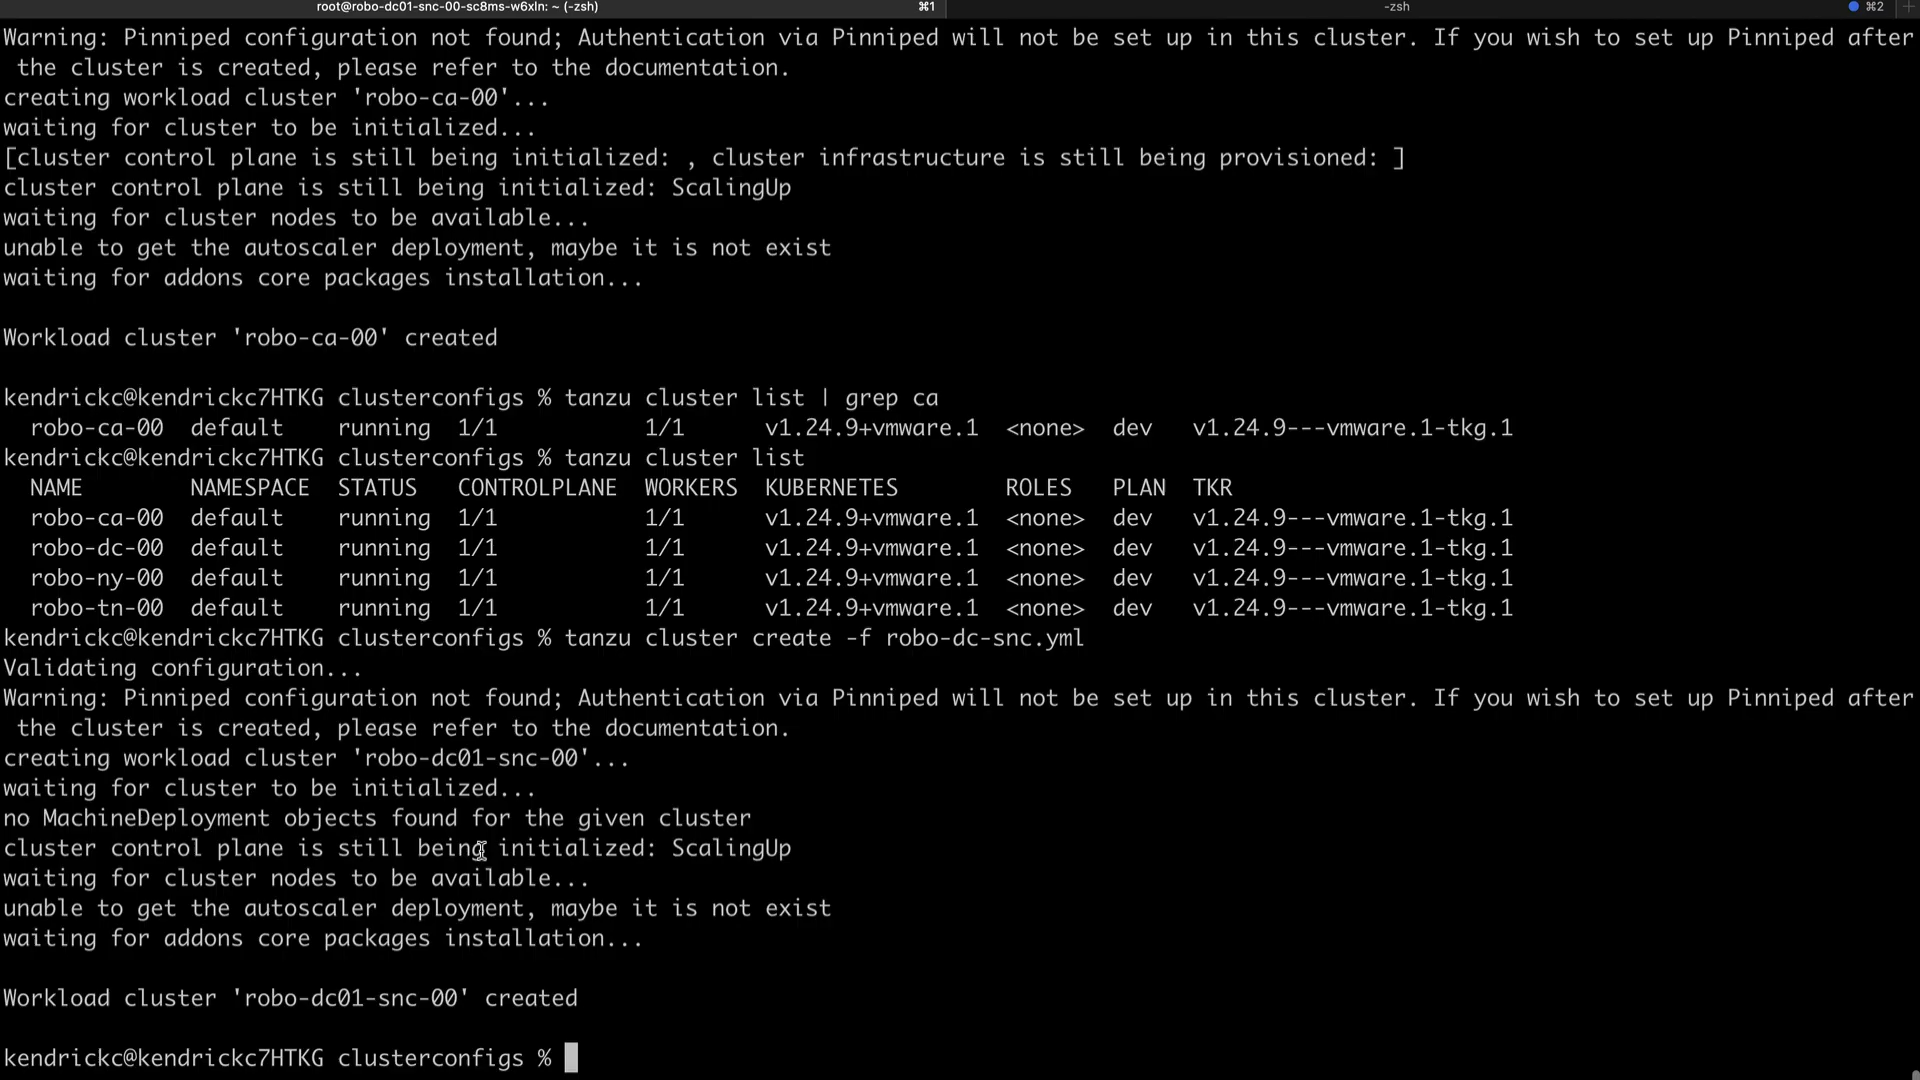 root@robo-dc01-snc-00-sc8ms-w6xln: ~ (-zsh) ⌘1 -zsh ⌘2
Warning: Pinniped configuration not found; Authentication via Pinniped will not be set up in this cluster. If you wish to set up Pinniped after
the cluster is created, please refer to the documentation.
creating workload cluster 'robo-ca-00'...
waiting for cluster to be initialized...
[cluster control plane is still being initialized: , cluster infrastructure is still being provisioned: ]
cluster control plane is still being initialized: ScalingUp
waiting for cluster nodes to be available...
unable to get the autoscaler deployment, maybe it is not exist
waiting for addons core packages installation...
Workload cluster 'robo-ca-00' created
kendrickc@kendrickc7HTKG clusterconfigs % tanzu cluster list | grep ca
robo-ca-00 default running 1/1 1/1 v1.24.9+vmware.1 <none> dev v1.24.9---vmware.1-tkg.1
kendrickc@kendrickc7HTKG clusterconfigs % tanzu cluster list
NAME NAMESPACE STATUS CONTROLPLANE WORKERS KUBERNETES ROLES PLAN TKR
robo-ca-00 default running 1/1 1/1 v1.24.9+vmware.1 <none> dev v1.24.9---vmware.1-tkg.1
robo-dc-00 default running 1/1 1/1 v1.24.9+vmware.1 <none> dev v1.24.9---vmware.1-tkg.1
robo-ny-00 default running 1/1 1/1 v1.24.9+vmware.1 <none> dev v1.24.9---vmware.1-tkg.1
robo-tn-00 default running 1/1 1/1 v1.24.9+vmware.1 <none> dev v1.24.9---vmware.1-tkg.1
kendrickc@kendrickc7HTKG clusterconfigs % tanzu cluster create -f robo-dc-snc.yml
Validating configuration...
Warning: Pinniped configuration not found; Authentication via Pinniped will not be set up in this cluster. If you wish to set up Pinniped after
the cluster is created, please refer to the documentation.
creating workload cluster 'robo-dc01-snc-00'...
waiting for cluster to be initialized...
no MachineDeployment objects found for the given cluster
cluster control plane is still being initialized: ScalingUp
waiting for cluster nodes to be available...
unable to get the autoscaler deployment, maybe it is not exist
waiting for addons core packages installation...
Workload cluster 'robo-dc01-snc-00' created
kendrickc@kendrickc7HTKG clusterconfigs %